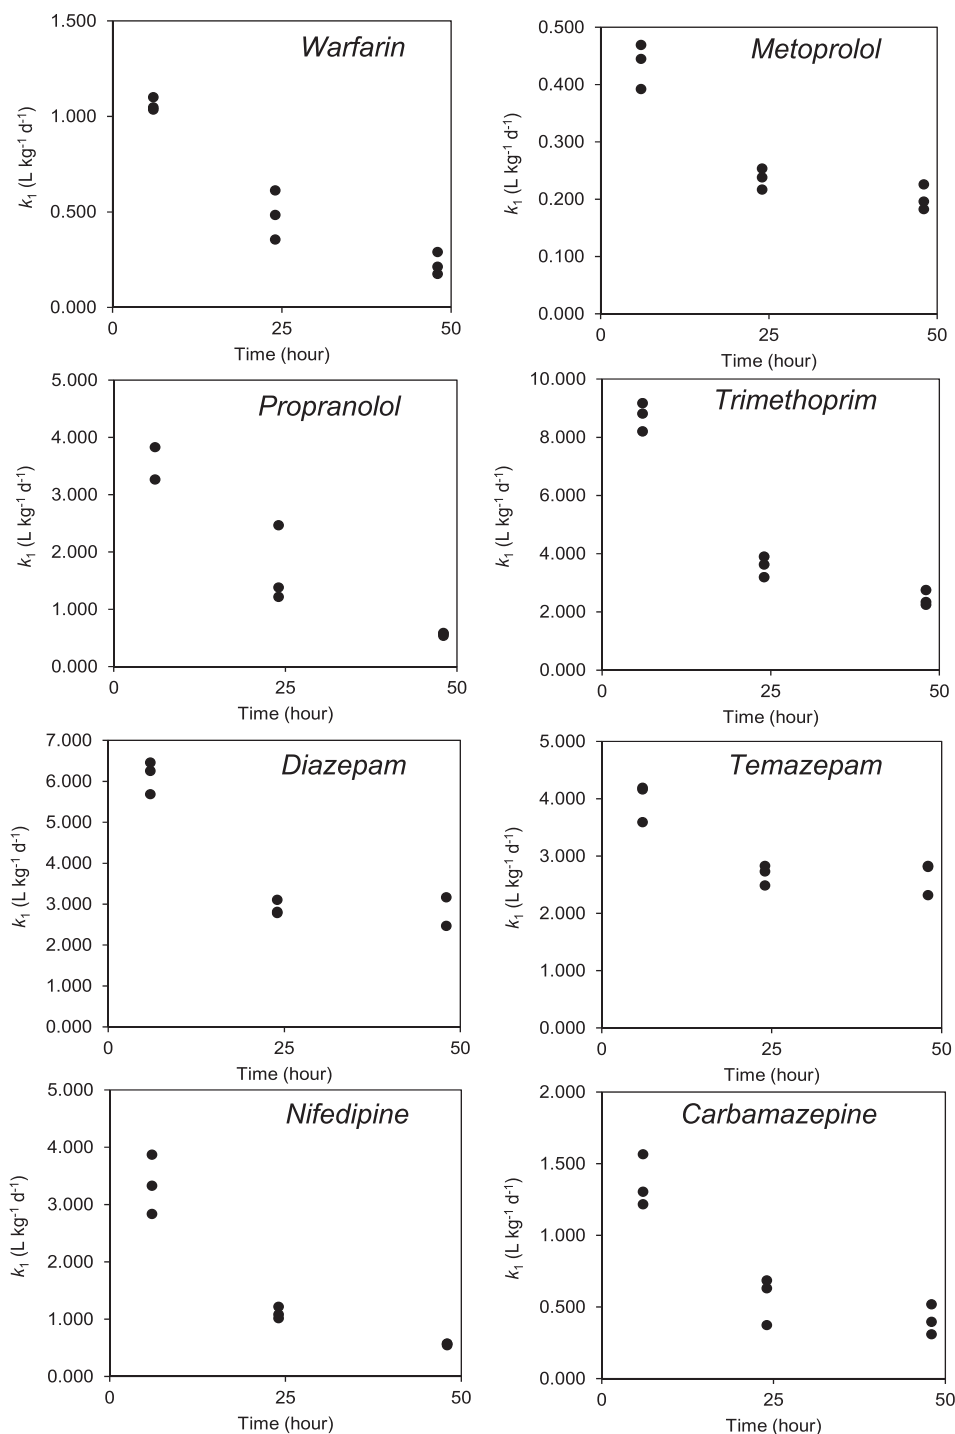 Warfarin
1.500
1.000
0.500
0.000
k1 (L kg-1 d-1)
0
25
50
Time (hour)
Metoprolol
0.500
0.400
0.300
0.200
0.100
0.000
k1 (L kg-1 d-1)
0
25
50
Time (hour)
Propranolol
5.000
4.000
3.000
2.000
1.000
0.000
k1 (L kg-1 d-1)
0
25
50
Time (hour)
Trimethoprim
10.000
8.000
6.000
4.000
2.000
0.000
k1 (L kg-1 d-1)
0
25
50
Time (hour)
Diazepam
7.000
6.000
5.000
4.000
3.000
2.000
1.000
0.000
k1 (L kg-1 d-1)
0
25
50
Time (hour)
Temazepam
5.000
4.000
3.000
2.000
1.000
0.000
k1 (L kg-1 d-1)
0
25
50
Time (hour)
Nifedipine
5.000
4.000
3.000
2.000
1.000
0.000
k1 (L kg-1 d-1)
0
25
50
Time (hour)
Carbamazepine
2.000
1.500
1.000
0.500
0.000
k1 (L kg-1 d-1)
0
25
50
Time (hour)